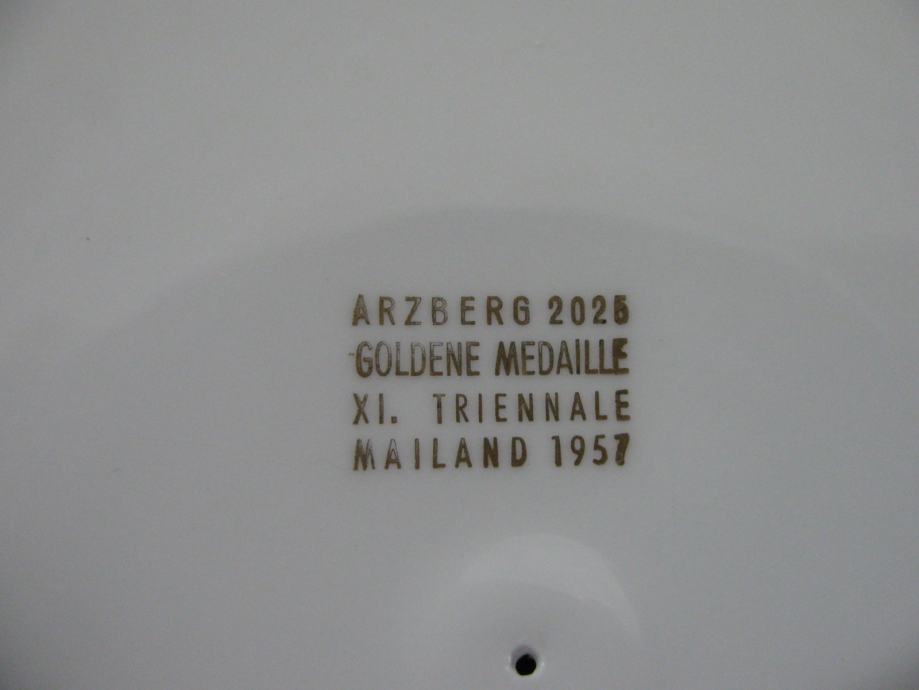 ARZBERG 2025
GOLDENE MEDAILLE
XI. TRIENNALE
MAILAND 1957